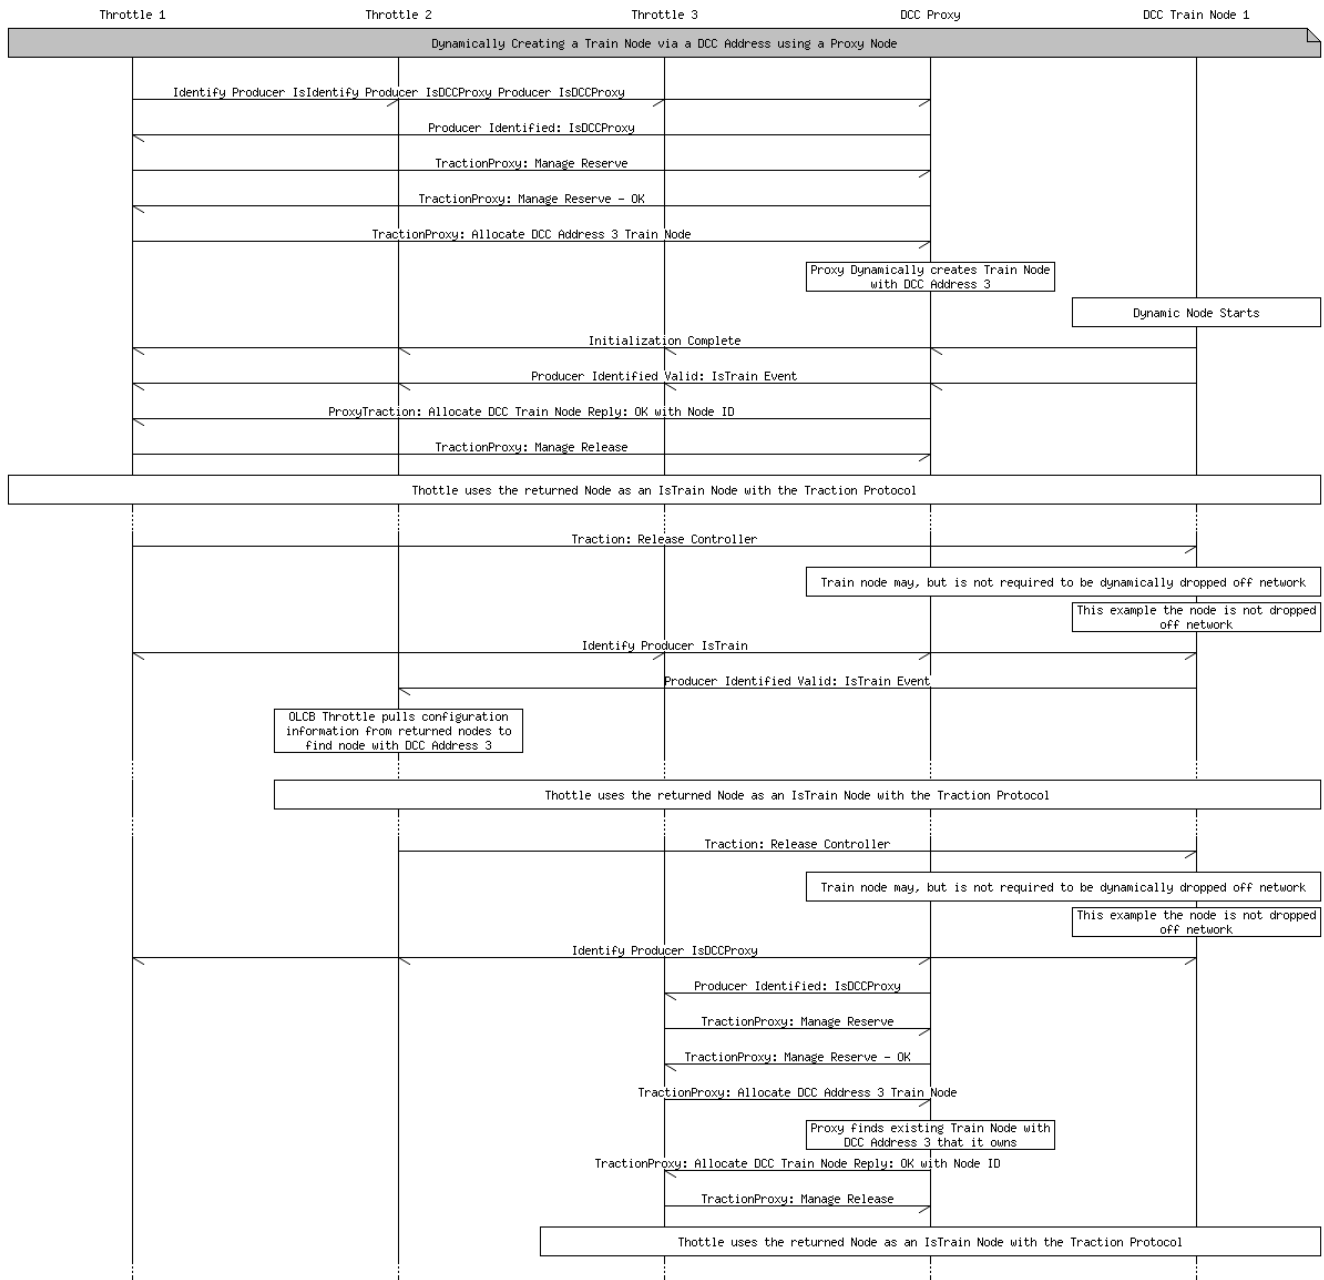 Throttle 1 Throttle 2 Throttle 3 DCC Proxy DCC Train Node 1
Dynamically Creating a Train Node via a DCC Address using a Proxy Node
Identify Producer IsIdentify Producer IsDCCProxy Producer IsDCCProxy
Producer Identified: IsDCCProxy
TractionProxy: Manage Reserve
TractionProxy: Manage Reserve - OK
TractionProxy: Allocate DCC Address 3 Train Node
Proxy Dynamically creates Train Node
with DCC Address 3
Dynamic Node Starts
Initialization Complete
Producer Identified Valid: IsTrain Event
ProxyTraction: Allocate DCC Train Node Reply: OK with Node ID
TractionProxy: Manage Release
Thottle uses the returned Node as an IsTrain Node with the Traction Protocol
Traction: Release Controller
Train node may, but is not required to be dynamically dropped off network
This example the node is not dropped
off network
Identify Producer IsTrain
Producer Identified Valid: IsTrain Event
OLCB Throttle pulls configuration
information from returned nodes to
find node with DCC Address 3
Thottle uses the returned Node as an IsTrain Node with the Traction Protocol
Traction: Release Controller
Train node may, but is not required to be dynamically dropped off network
This example the node is not dropped
off network
Identify Producer IsDCCProxy
Producer Identified: IsDCCProxy
TractionProxy: Manage Reserve
TractionProxy: Manage Reserve - OK
TractionProxy: Allocate DCC Address 3 Train Node
Proxy finds existing Train Node with
DCC Address 3 that it owns
TractionProxy: Allocate DCC Train Node Reply: OK with Node ID
TractionProxy: Manage Release
Thottle uses the returned Node as an IsTrain Node with the Traction Protocol